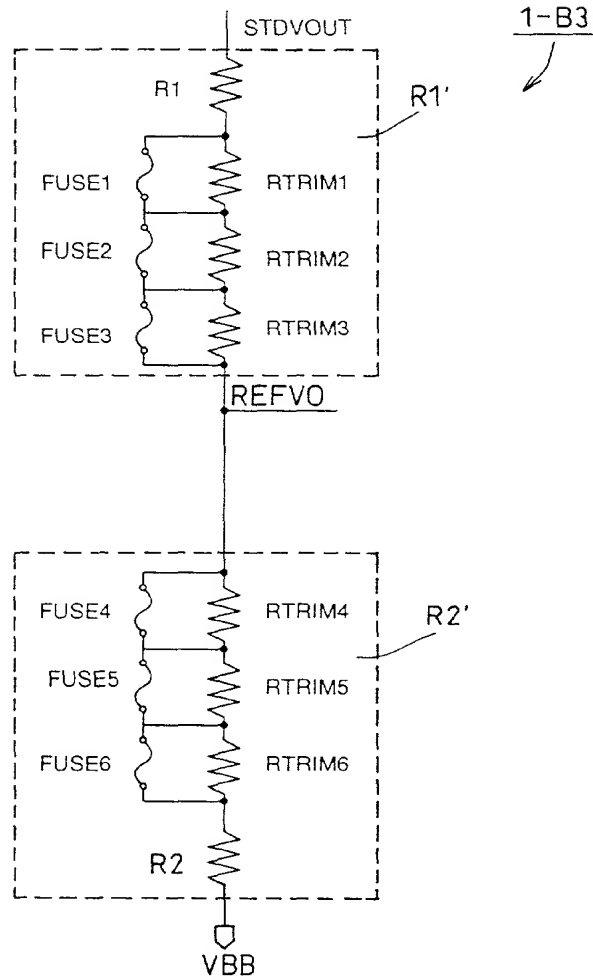 STDVOUT
1-B3
R1
R1'
FUSE1
RTRIM1
FUSE2
RTRIM2
FUSE3
RTRIM3
REFV0
FUSE4
RTRIM4
R2'
FUSE5
RTRIM5
FUSE6
RTRIM6
R2
VBB